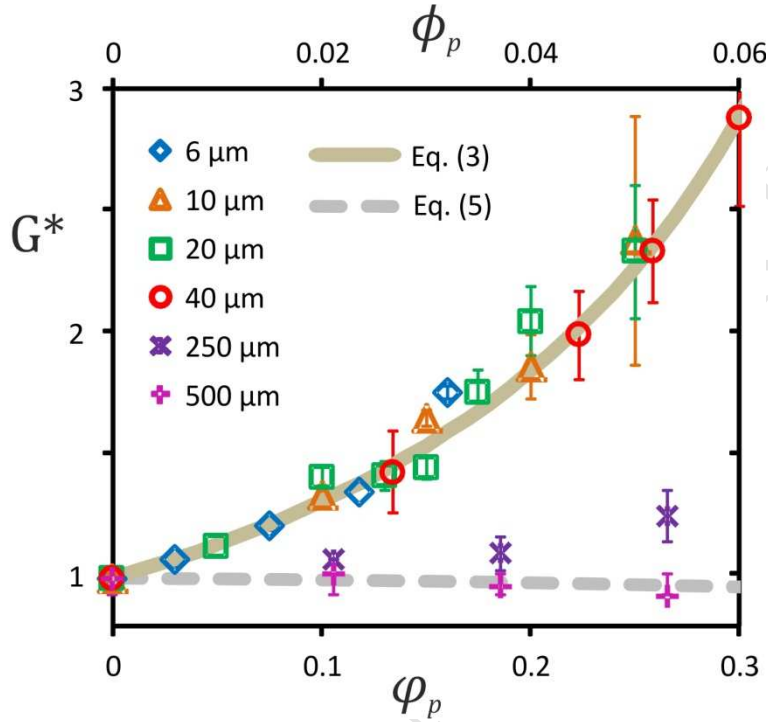 ϕp
0 0.02 0.04 0.06
3
6 µm Eq. (3)
10 µm Eq. (5)
G*
20 µm
40 µm
2
250 µm
500 µm
1
0 0.1 0.2 0.3
φp